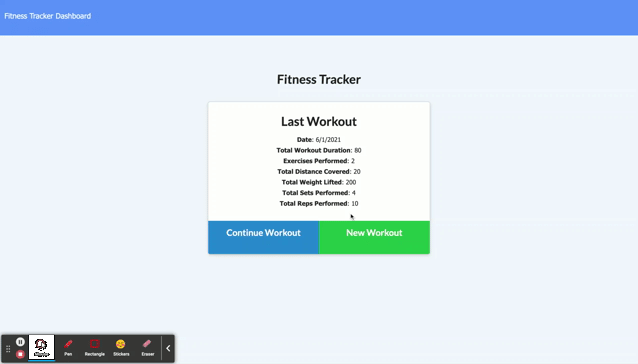 Fitness Tracker Dashboard
Fitness Tracker
Last Workout
Date: 6/1/2021
Total Workout Duration: 80
Exercises Performed: 2
Total Distance Covered: 20
Total Weight Lifted: 200
Total Sets Performed: 4
Total Reps Performed: 10
Continue Workout New Workout
Pen Rectangle Stickers Eraser